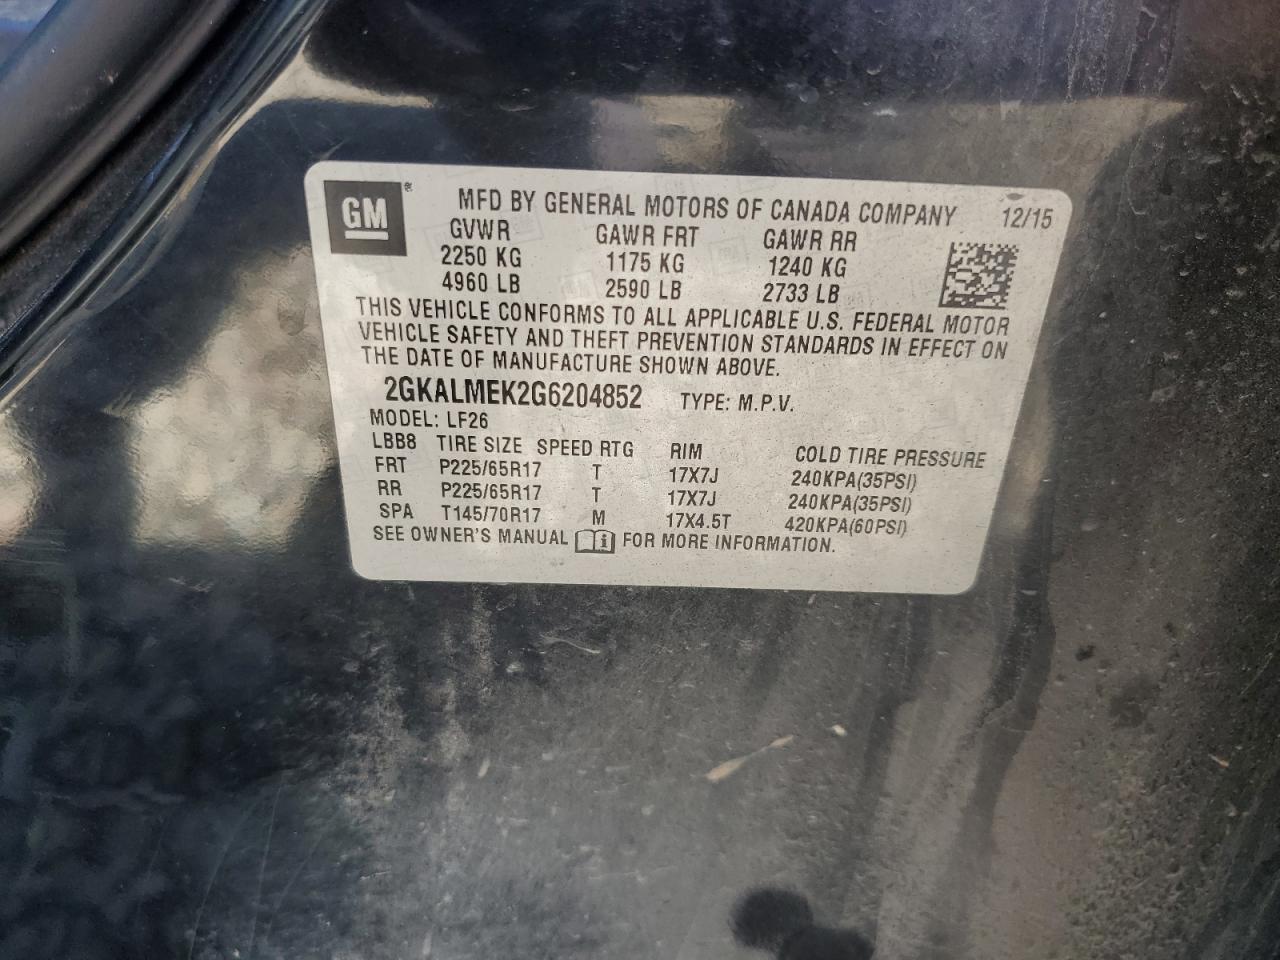 GM ®
MFD BY GENERAL MOTORS OF CANADA COMPANY 12/15
GVWR GAWR FRT GAWR RR
2250 KG 1175 KG 1240 KG
4960 LB 2590 LB 2733 LB
THIS VEHICLE CONFORMS TO ALL APPLICABLE U.S. FEDERAL MOTOR
VEHICLE SAFETY AND THEFT PREVENTION STANDARDS IN EFFECT ON
THE DATE OF MANUFACTURE SHOWN ABOVE.
2GKALMEK2G6204852 TYPE: M.P.V.
MODEL: LF26
LBB8 TIRE SIZE SPEED RTG RIM COLD TIRE PRESSURE
FRT P225/65R17 T 17X7J 240KPA(35PSI)
RR P225/65R17 T 17X7J 240KPA(35PSI)
SPA T145/70R17 M 17X4.5T 420KPA(60PSI)
SEE OWNER'S MANUAL i FOR MORE INFORMATION.